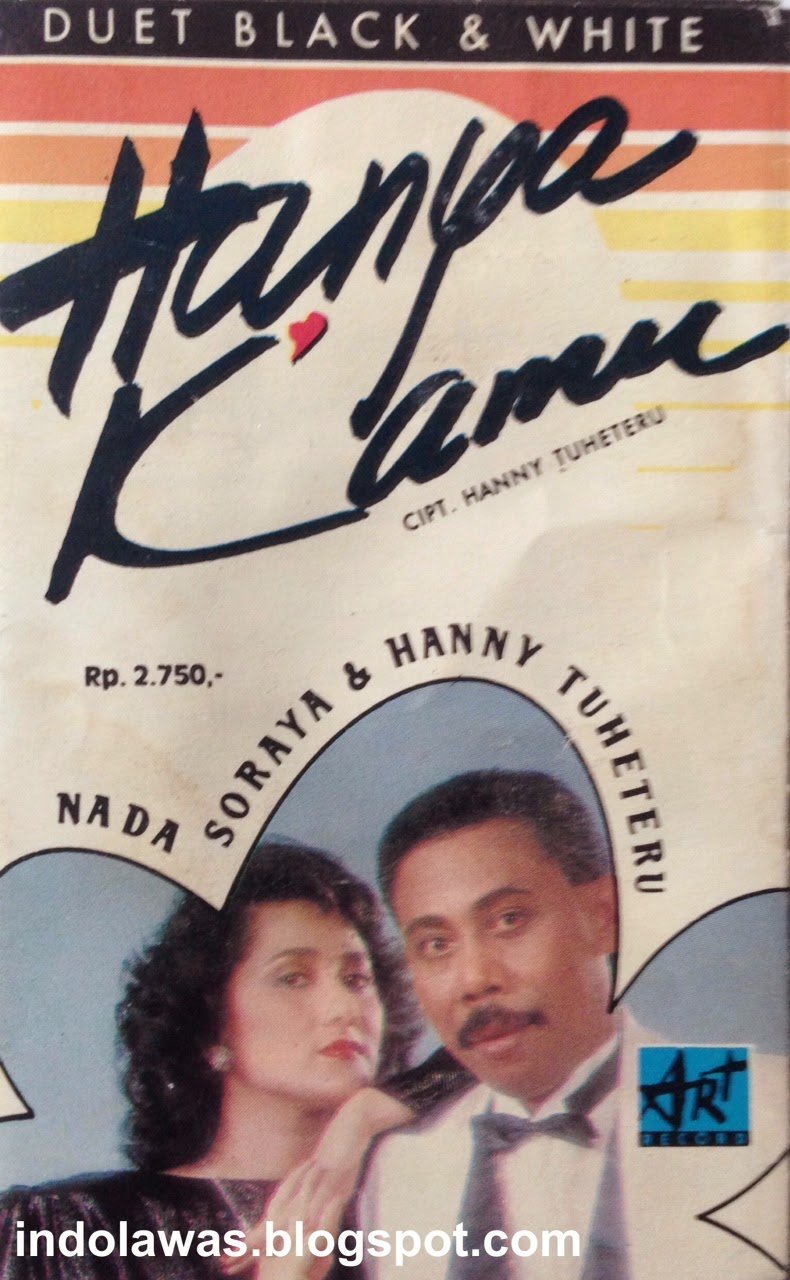 DUET BLACK & WHITE
Hanya
Kamu
CIPT. HANNY TUHETERU
Rp. 2.750,-
NADA SORAYA & HANNY TUHETERU
ART
RECORD
indolawas.blogspot.com